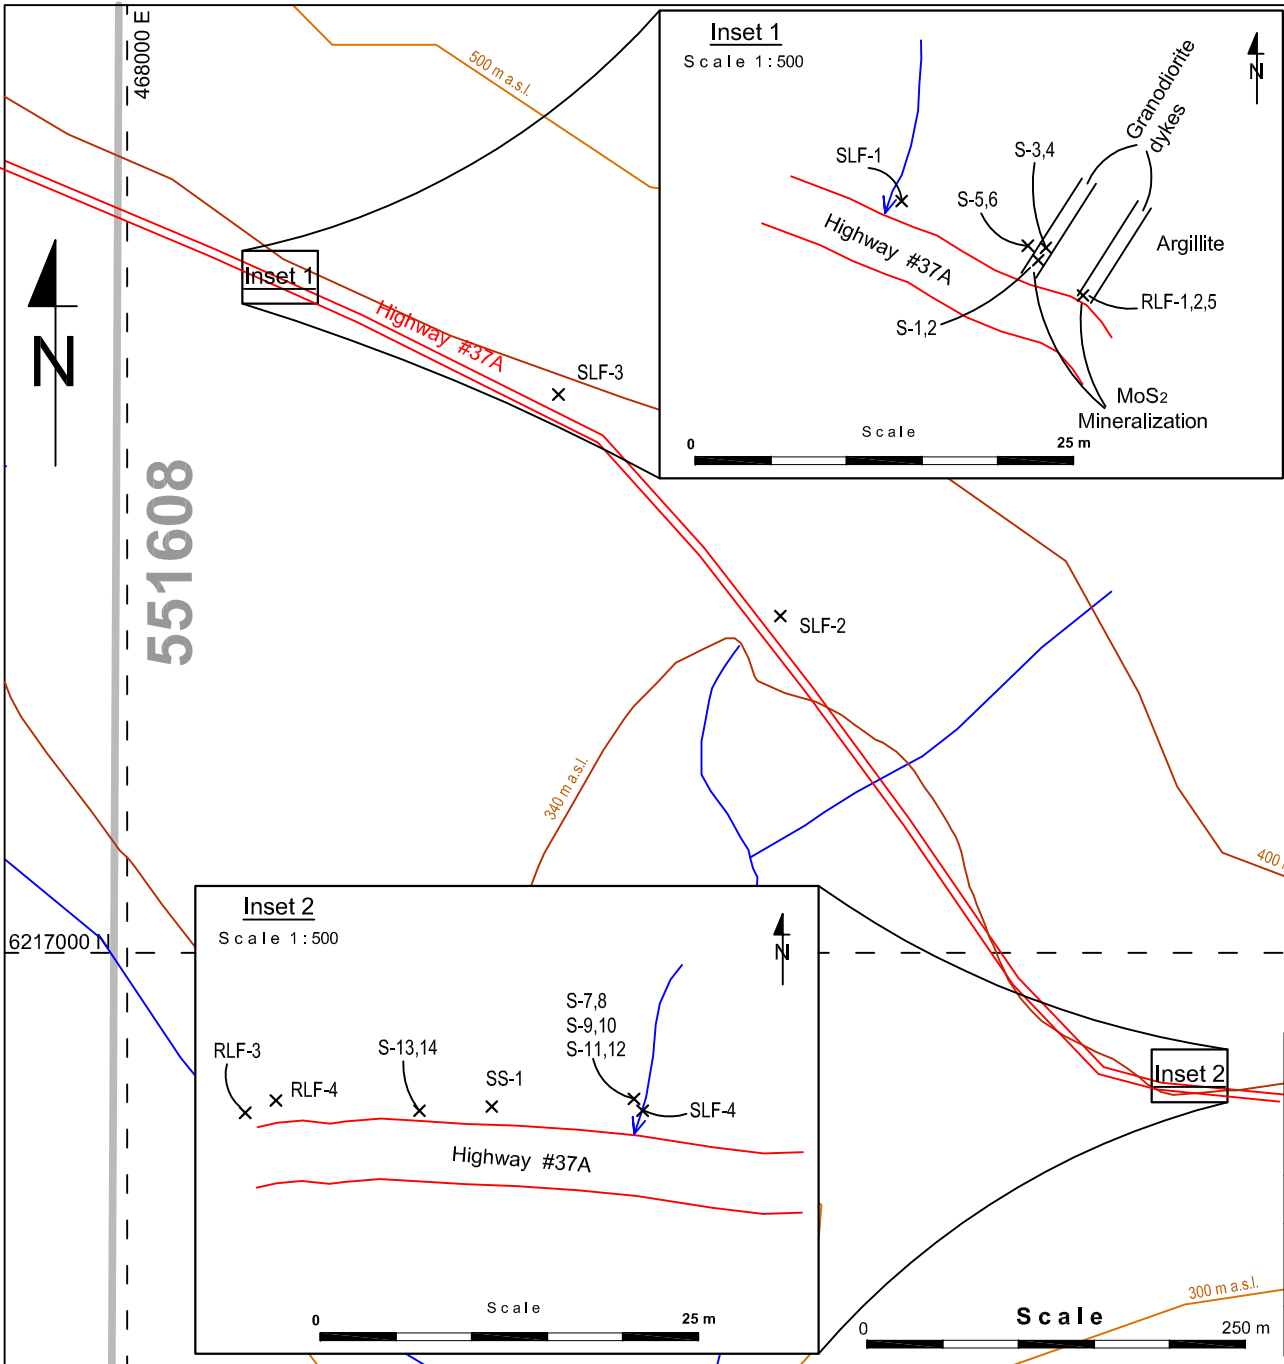 468000 E
500 m a.s.l.
Inset 1
Scale 1:500
N
Granodiorite
dykes
SLF-1
S-3,4
S-5,6
Argillite
Highway #37A
RLF-1,2,5
S-1,2
MoS2
Mineralization
Scale
0
25 m
Inset 1
Highway #37A
N
SLF-3
551608
SLF-2
340 m a.s.l.
400
6217000 N
Inset 2
Scale 1:500
N
S-7,8
S-9,10
S-11,12
RLF-3
S-13,14
RLF-4
SS-1
SLF-4
Highway #37A
Scale
0
25 m
Inset 2
300 m a.s.l.
Scale
0
250 m